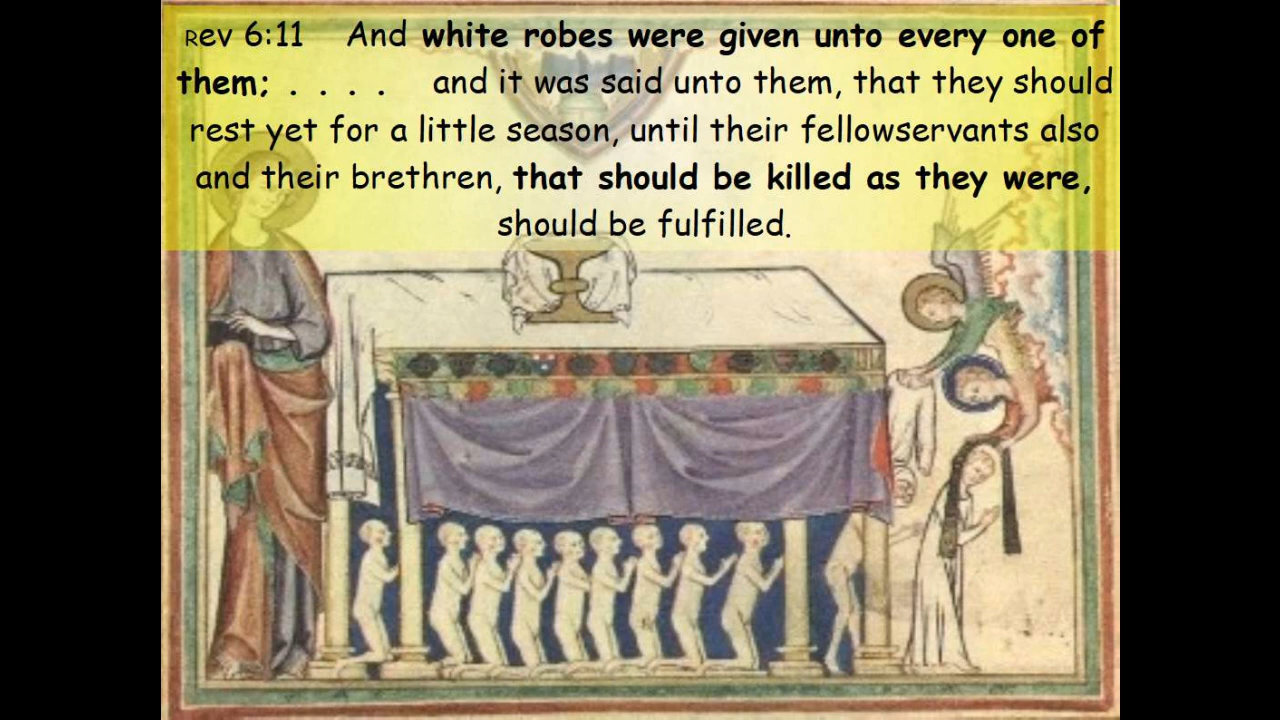 Rev 6:11 And white robes were given unto every one of
them; . . . . and it was said unto them, that they should
rest yet for a little season, until their fellowservants also
and their brethren, that should be killed as they were,
should be fulfilled.